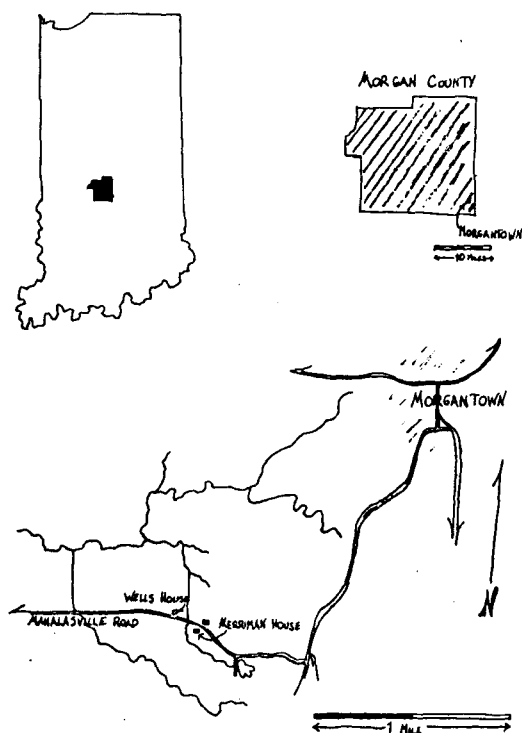 MORGAN COUNTY
MORGANTOWN
10 MILES
MORGANTOWN
WELLS HOUSE
MAHALASVILLE ROAD
MERRIMAN HOUSE
N
1 MILE